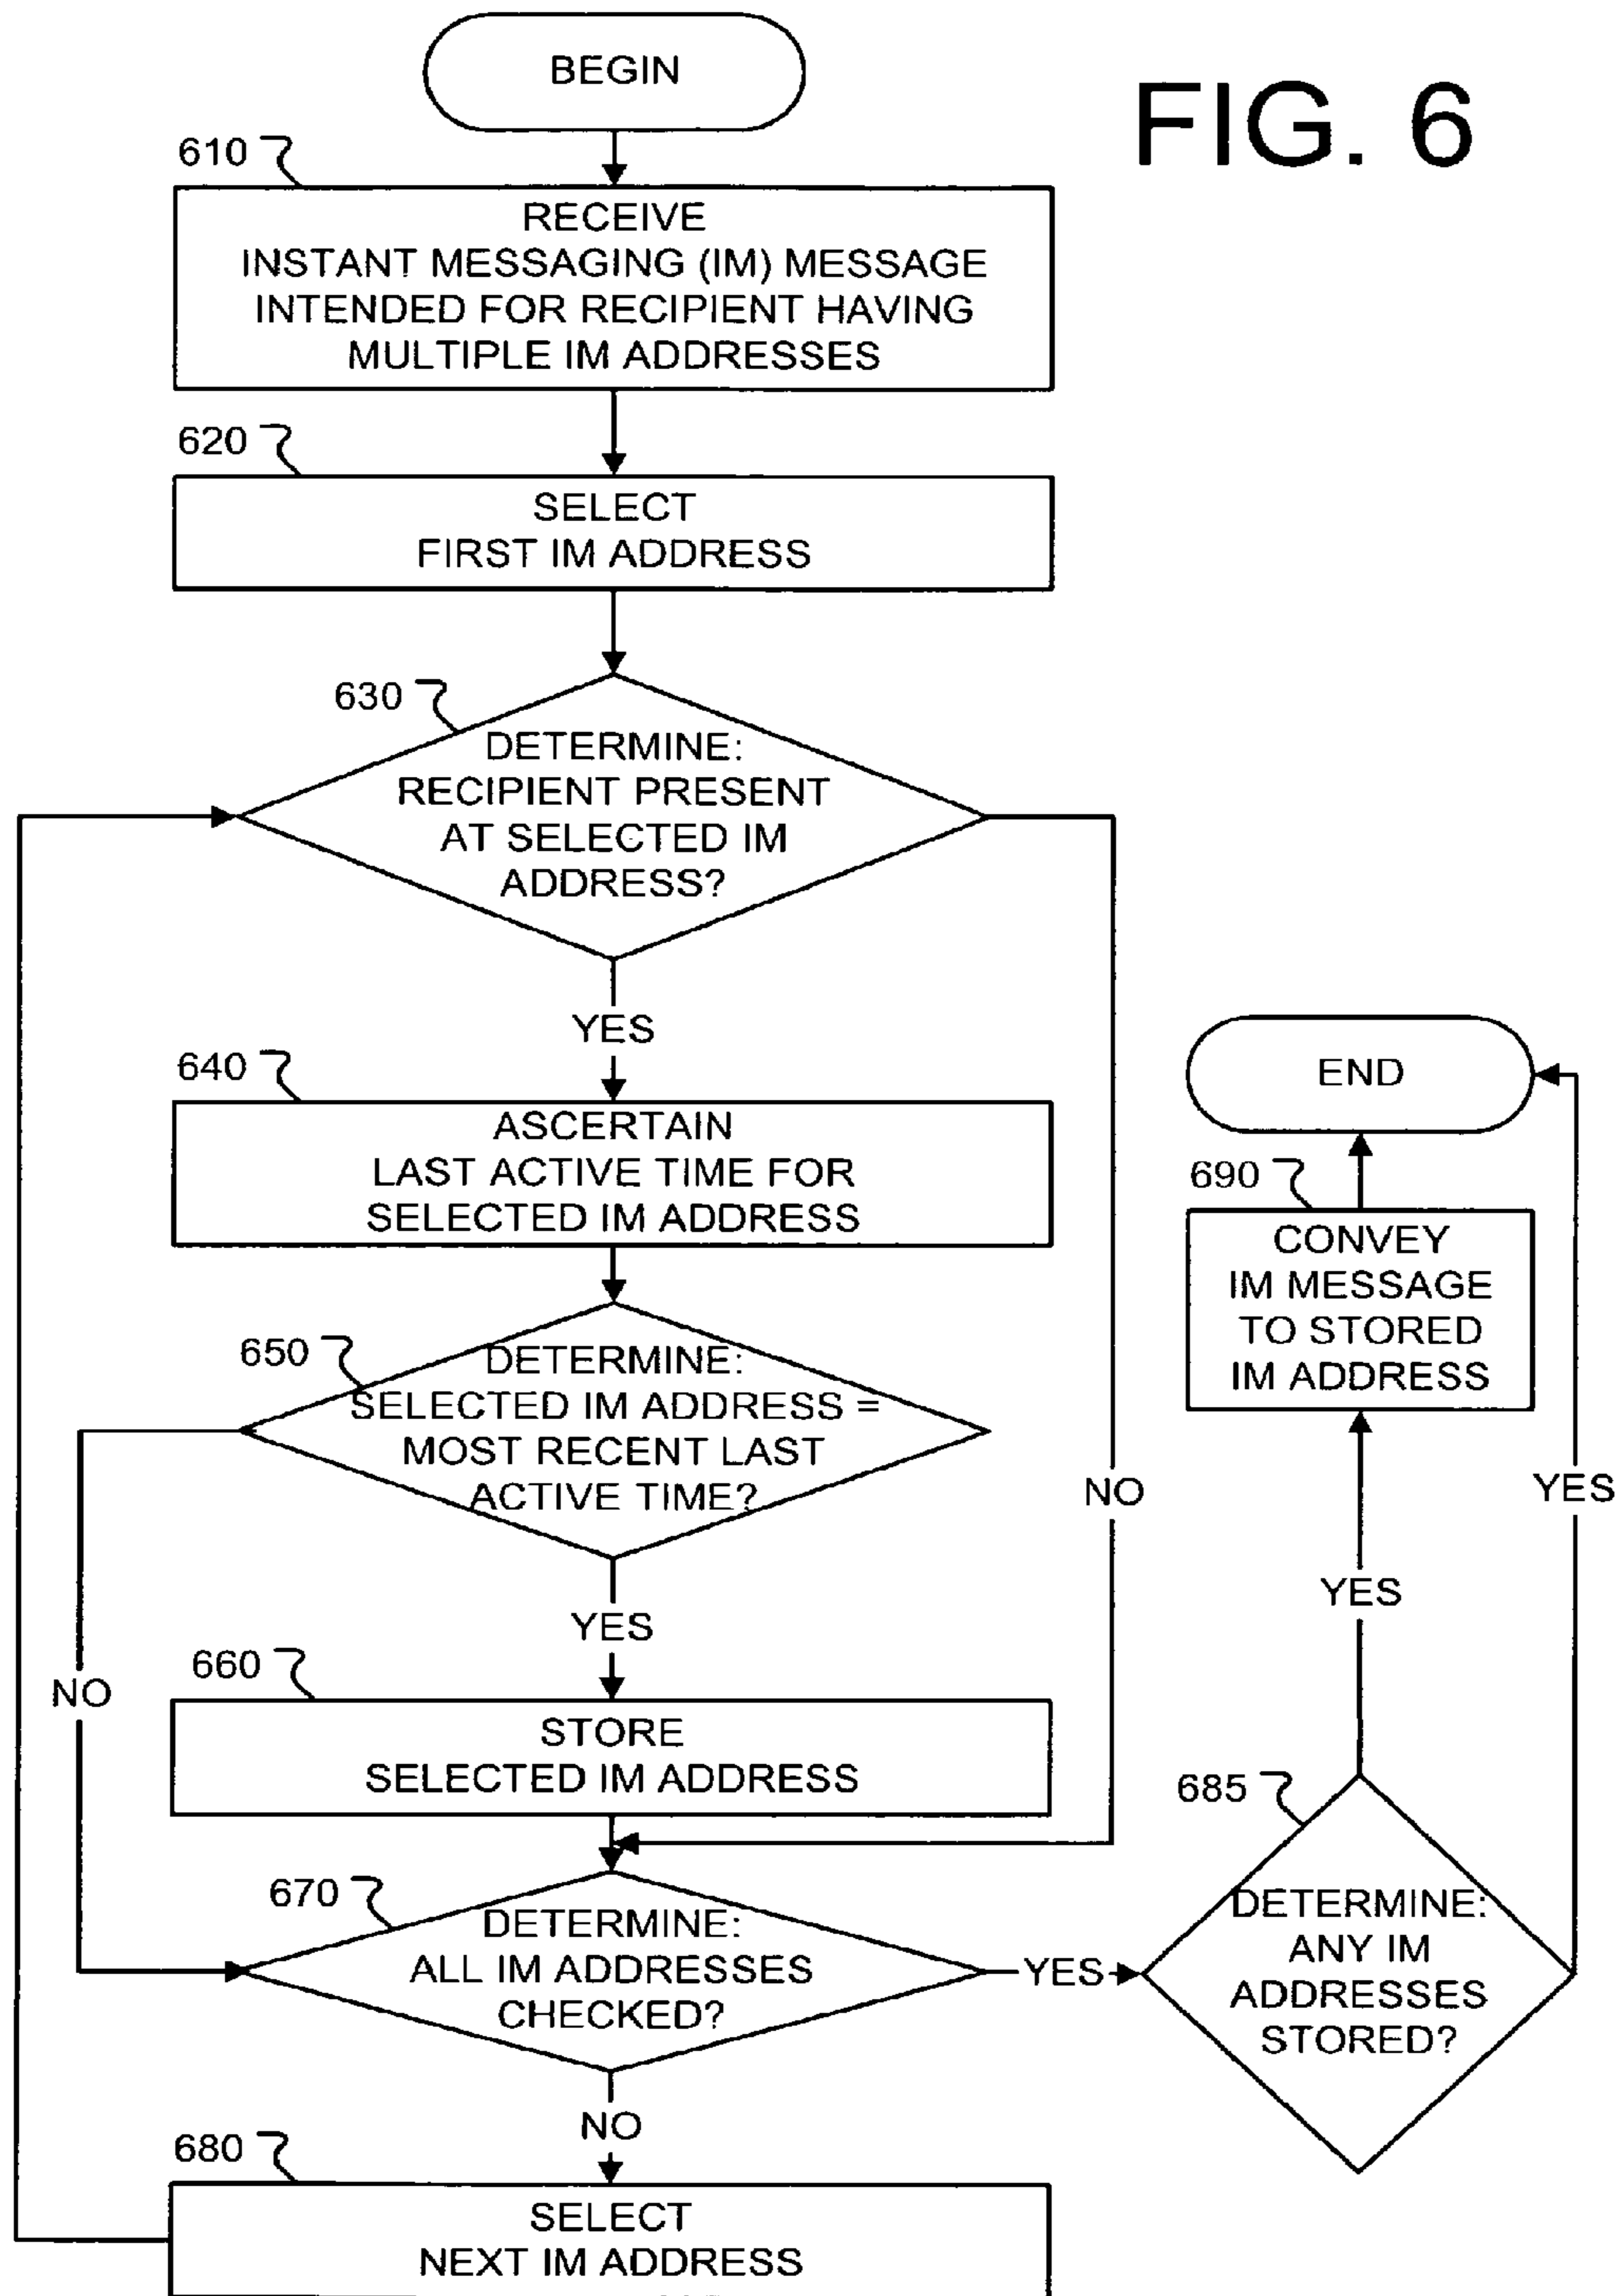 FIG. 6
BEGIN
610
RECEIVE
INSTANT MESSAGING (IM) MESSAGE
INTENDED FOR RECIPIENT HAVING
MULTIPLE IM ADDRESSES
620
SELECT
FIRST IM ADDRESS
630
DETERMINE:
RECIPIENT PRESENT
AT SELECTED IM
ADDRESS?
YES
NO
640
ASCERTAIN
LAST ACTIVE TIME FOR
SELECTED IM ADDRESS
650
DETERMINE:
SELECTED IM ADDRESS =
MOST RECENT LAST
ACTIVE TIME?
YES
NO
660
STORE
SELECTED IM ADDRESS
670
DETERMINE:
ALL IM ADDRESSES
CHECKED?
YES
NO
680
SELECT
NEXT IM ADDRESS
685
DETERMINE:
ANY IM
ADDRESSES
STORED?
YES
YES
690
CONVEY
IM MESSAGE
TO STORED
IM ADDRESS
END